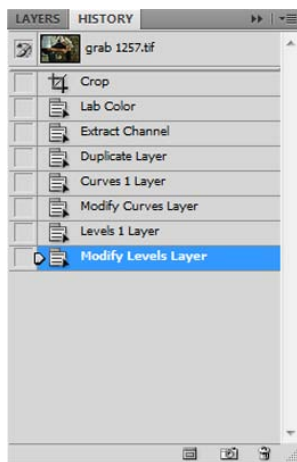 LAYERS HISTORY
grab 1257.tif
Crop
Lab Color
Extract Channel
Duplicate Layer
Curves 1 Layer
Modify Curves Layer
Levels 1 Layer
Modify Levels Layer